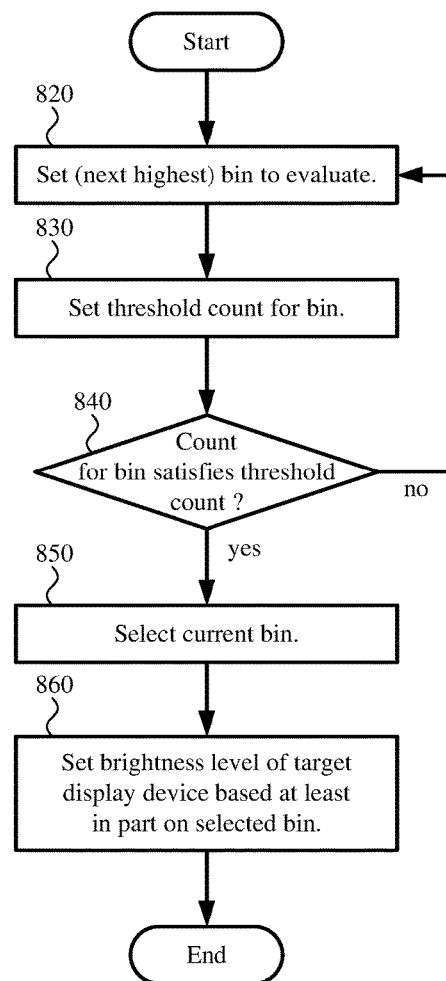 Start
820
Set (next highest) bin to evaluate.
830
Set threshold count for bin.
840
Count
for bin satisfies threshold
count ?
no
yes
850
Select current bin.
860
Set brightness level of target
display device based at least
in part on selected bin.
End